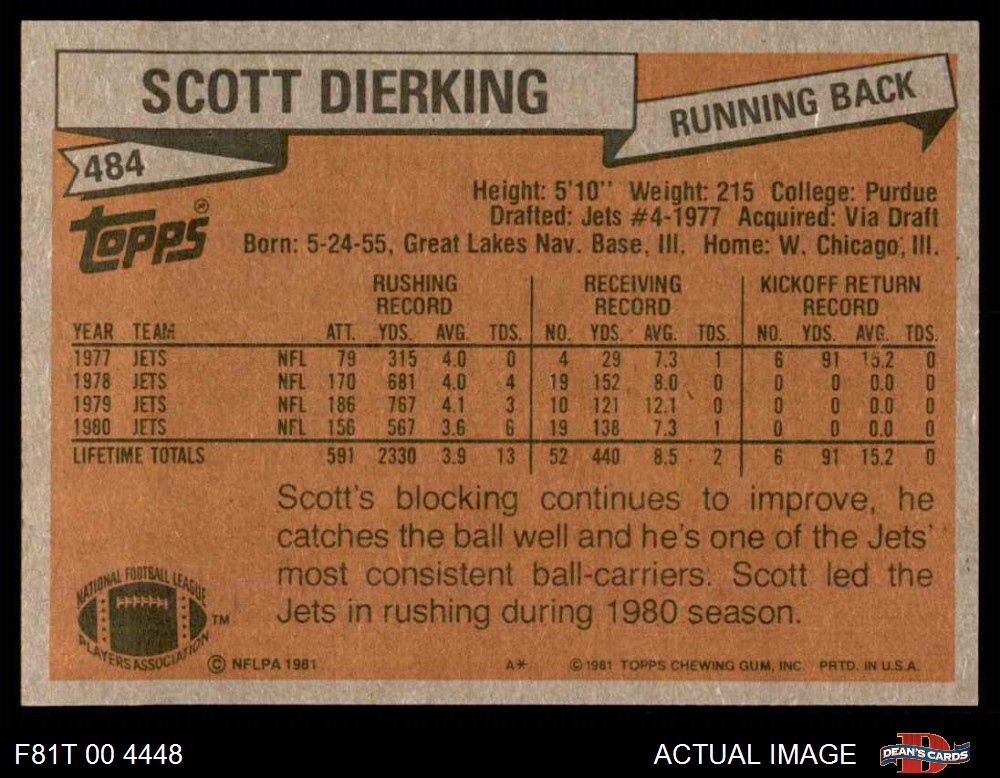 SCOTT DIERKING
RUNNING BACK
484
topps®
Height: 5'10'' Weight: 215 College: Purdue
Drafted: Jets #4-1977 Acquired: Via Draft
Born: 5-24-55, Great Lakes Nav. Base, Ill. Home: W. Chicago, Ill.
RUSHING RECORD RECEIVING RECORD KICKOFF RETURN RECORD
YEAR TEAM ATT. YDS. AVG. TDS. NO. YDS. AVG. TDS. NO. YDS. AVG. TDS.
1977 JETS NFL 79 315 4.0 0 4 29 7.3 1 6 91 15.2 0
1978 JETS NFL 170 681 4.0 4 19 152 8.0 0 0 0 0.0 0
1979 JETS NFL 186 767 4.1 3 10 121 12.1 0 0 0 0.0 0
1980 JETS NFL 156 567 3.6 6 19 138 7.3 1 0 0 0.0 0
LIFETIME TOTALS 591 2330 3.9 13 52 440 8.5 2 6 91 15.2 0
Scott's blocking continues to improve, he
catches the ball well and he's one of the Jets'
most consistent ball-carriers. Scott led the
Jets in rushing during 1980 season.
NATIONAL FOOTBALL LEAGUE
PLAYERS ASSOCIATION
TM
© NFLPA 1981 A* © 1981 TOPPS CHEWING GUM, INC. PRTD. IN U.S.A.
F81T 00 4448 ACTUAL IMAGE
D
DEAN'S CARDS